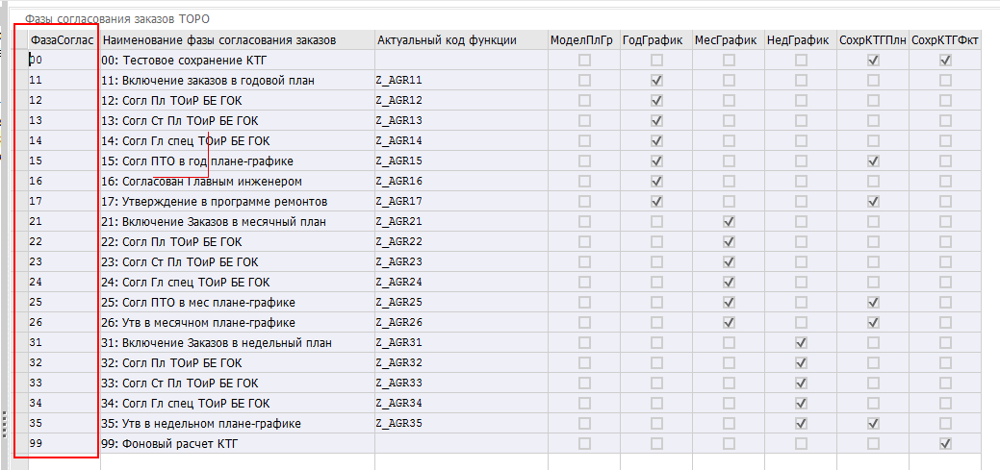 Фазы согласования заказов ТОРО
ФазаСоглас Наименование фазы согласования заказов Актуальный код функции МоделПлГр ГодГрафик МесГрафик НедГрафик СохрКТГПлн СохрКТГФкт
00 00: Тестовое сохранение КТГ
11 11: Включение заказов в годовой план Z_AGR11
12 12: Согл Пл ТОиР БЕ ГОК Z_AGR12
13 13: Согл Ст Пл ТОиР БЕ ГОК Z_AGR13
14 14: Согл Гл спец ТОиР БЕ ГОК Z_AGR14
15 15: Согл ПТО в год плане-графике Z_AGR15
16 16: Согласован Главным инженером Z_AGR16
17 17: Утверждение в программе ремонтов Z_AGR17
21 21: Включение Заказов в месячный план Z_AGR21
22 22: Согл Пл ТОиР БЕ ГОК Z_AGR22
23 23: Согл Ст Пл ТОиР БЕ ГОК Z_AGR23
24 24: Согл Гл спец ТОиР БЕ ГОК Z_AGR24
25 25: Согл ПТО в мес плане-графике Z_AGR25
26 26: Утв в месячном плане-графике Z_AGR26
31 31: Включение Заказов в недельный план Z_AGR31
32 32: Согл Пл ТОиР БЕ ГОК Z_AGR32
33 33: Согл Ст Пл ТОиР БЕ ГОК Z_AGR33
34 34: Согл Гл спец ТОиР БЕ ГОК Z_AGR34
35 35: Утв в недельном плане-графике Z_AGR35
99 99: Фоновый расчет КТГ